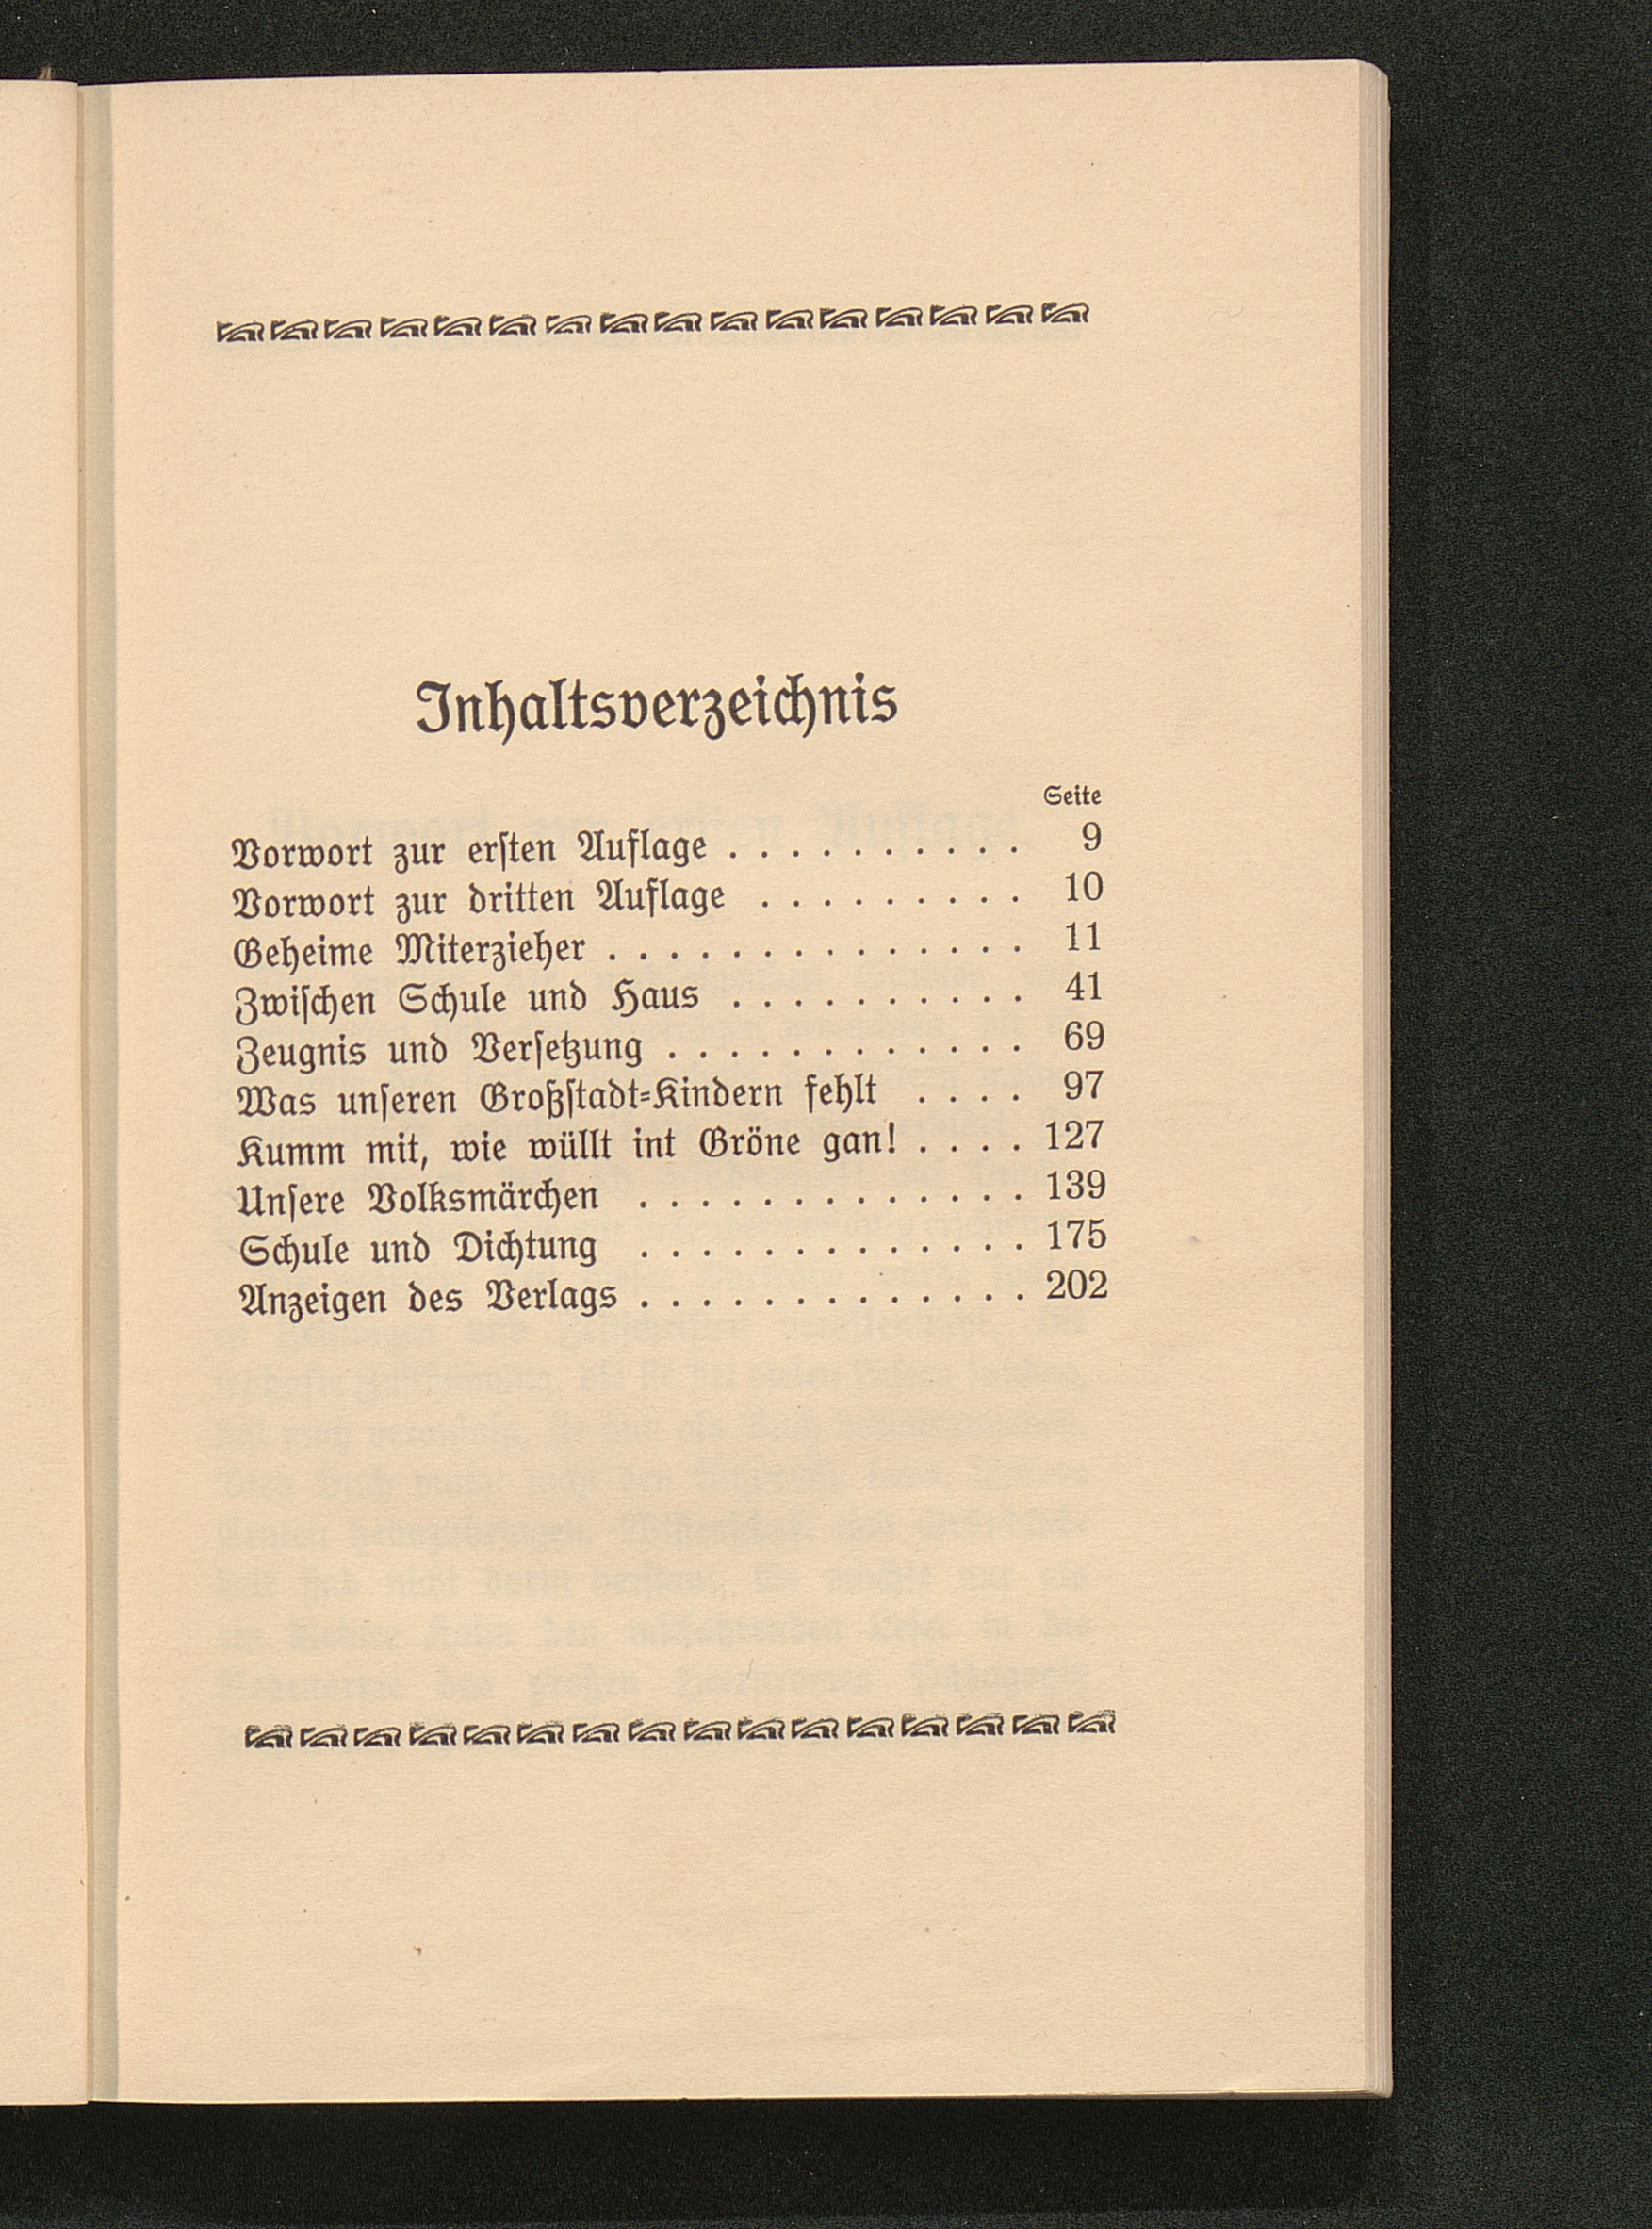 Inhaltsverzeichnis
Seite
Vorwort zur erſten Auflage . . . . . . . . . . 9
Vorwort zur dritten Auflage . . . . . . . . . 10
Geheime Miterzieher . . . . . . . . . . . . . . 11
Zwiſchen Schule und Haus . . . . . . . . . . 41
Zeugnis und Verſetzung . . . . . . . . . . . . 69
Was unſeren Großſtadt-Kindern fehlt . . . . 97
Kumm mit, wie wüllt int Gröne gan! . . . . 127
Unſere Volksmärchen . . . . . . . . . . . . . 139
Schule und Dichtung . . . . . . . . . . . . . 175
Anzeigen des Verlags . . . . . . . . . . . . . 202